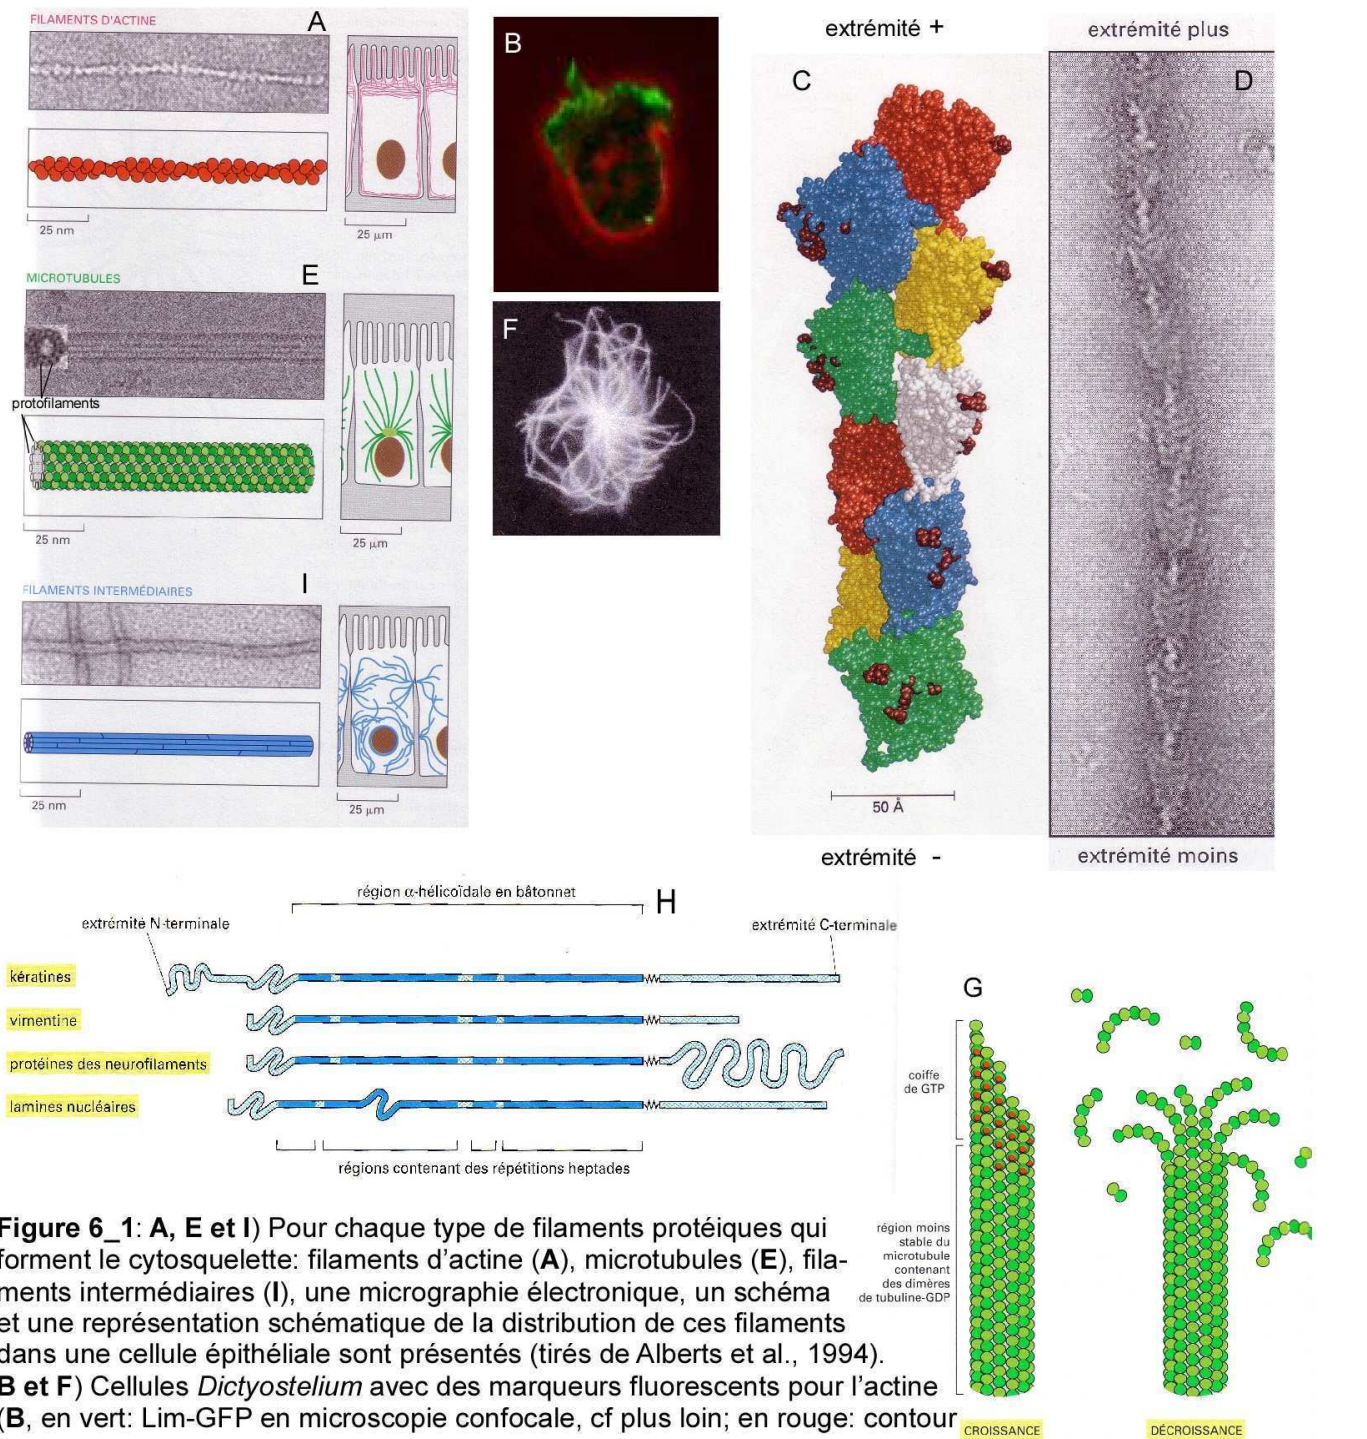 FILAMENTS D'ACTINE
A
25 nm
25 µm
B
extrémité +
C
extrémité plus
D
MICROTUBULES
E
protofilaments
25 nm
25 µm
F
FILAMENTS INTERMÉDIAIRES
I
25 nm
25 µm
50 Å
extrémité -
extrémité moins
région α-hélicoïdale en bâtonnet
H
extrémité N-terminale
extrémité C-terminale
kératines
vimentine
protéines des neurofilaments
lamines nucléaires
régions contenant des répétitions heptades
G
coiffe
de GTP
région moins
stable du
microtubule
contenant
des dimères
de tubuline-GDP
CROISSANCE
DÉCROISSANCE
Figure 6_1: A, E et I) Pour chaque type de filaments protéiques qui
forment le cytosquelette: filaments d'actine (A), microtubules (E), fila-
ments intermédiaires (I), une micrographie électronique, un schéma
et une représentation schématique de la distribution de ces filaments
dans une cellule épithéliale sont présentés (tirés de Alberts et al., 1994).
B et F) Cellules Dictyostelium avec des marqueurs fluorescents pour l'actine
(B, en vert: Lim-GFP en microscopie confocale, cf plus loin; en rouge: contour